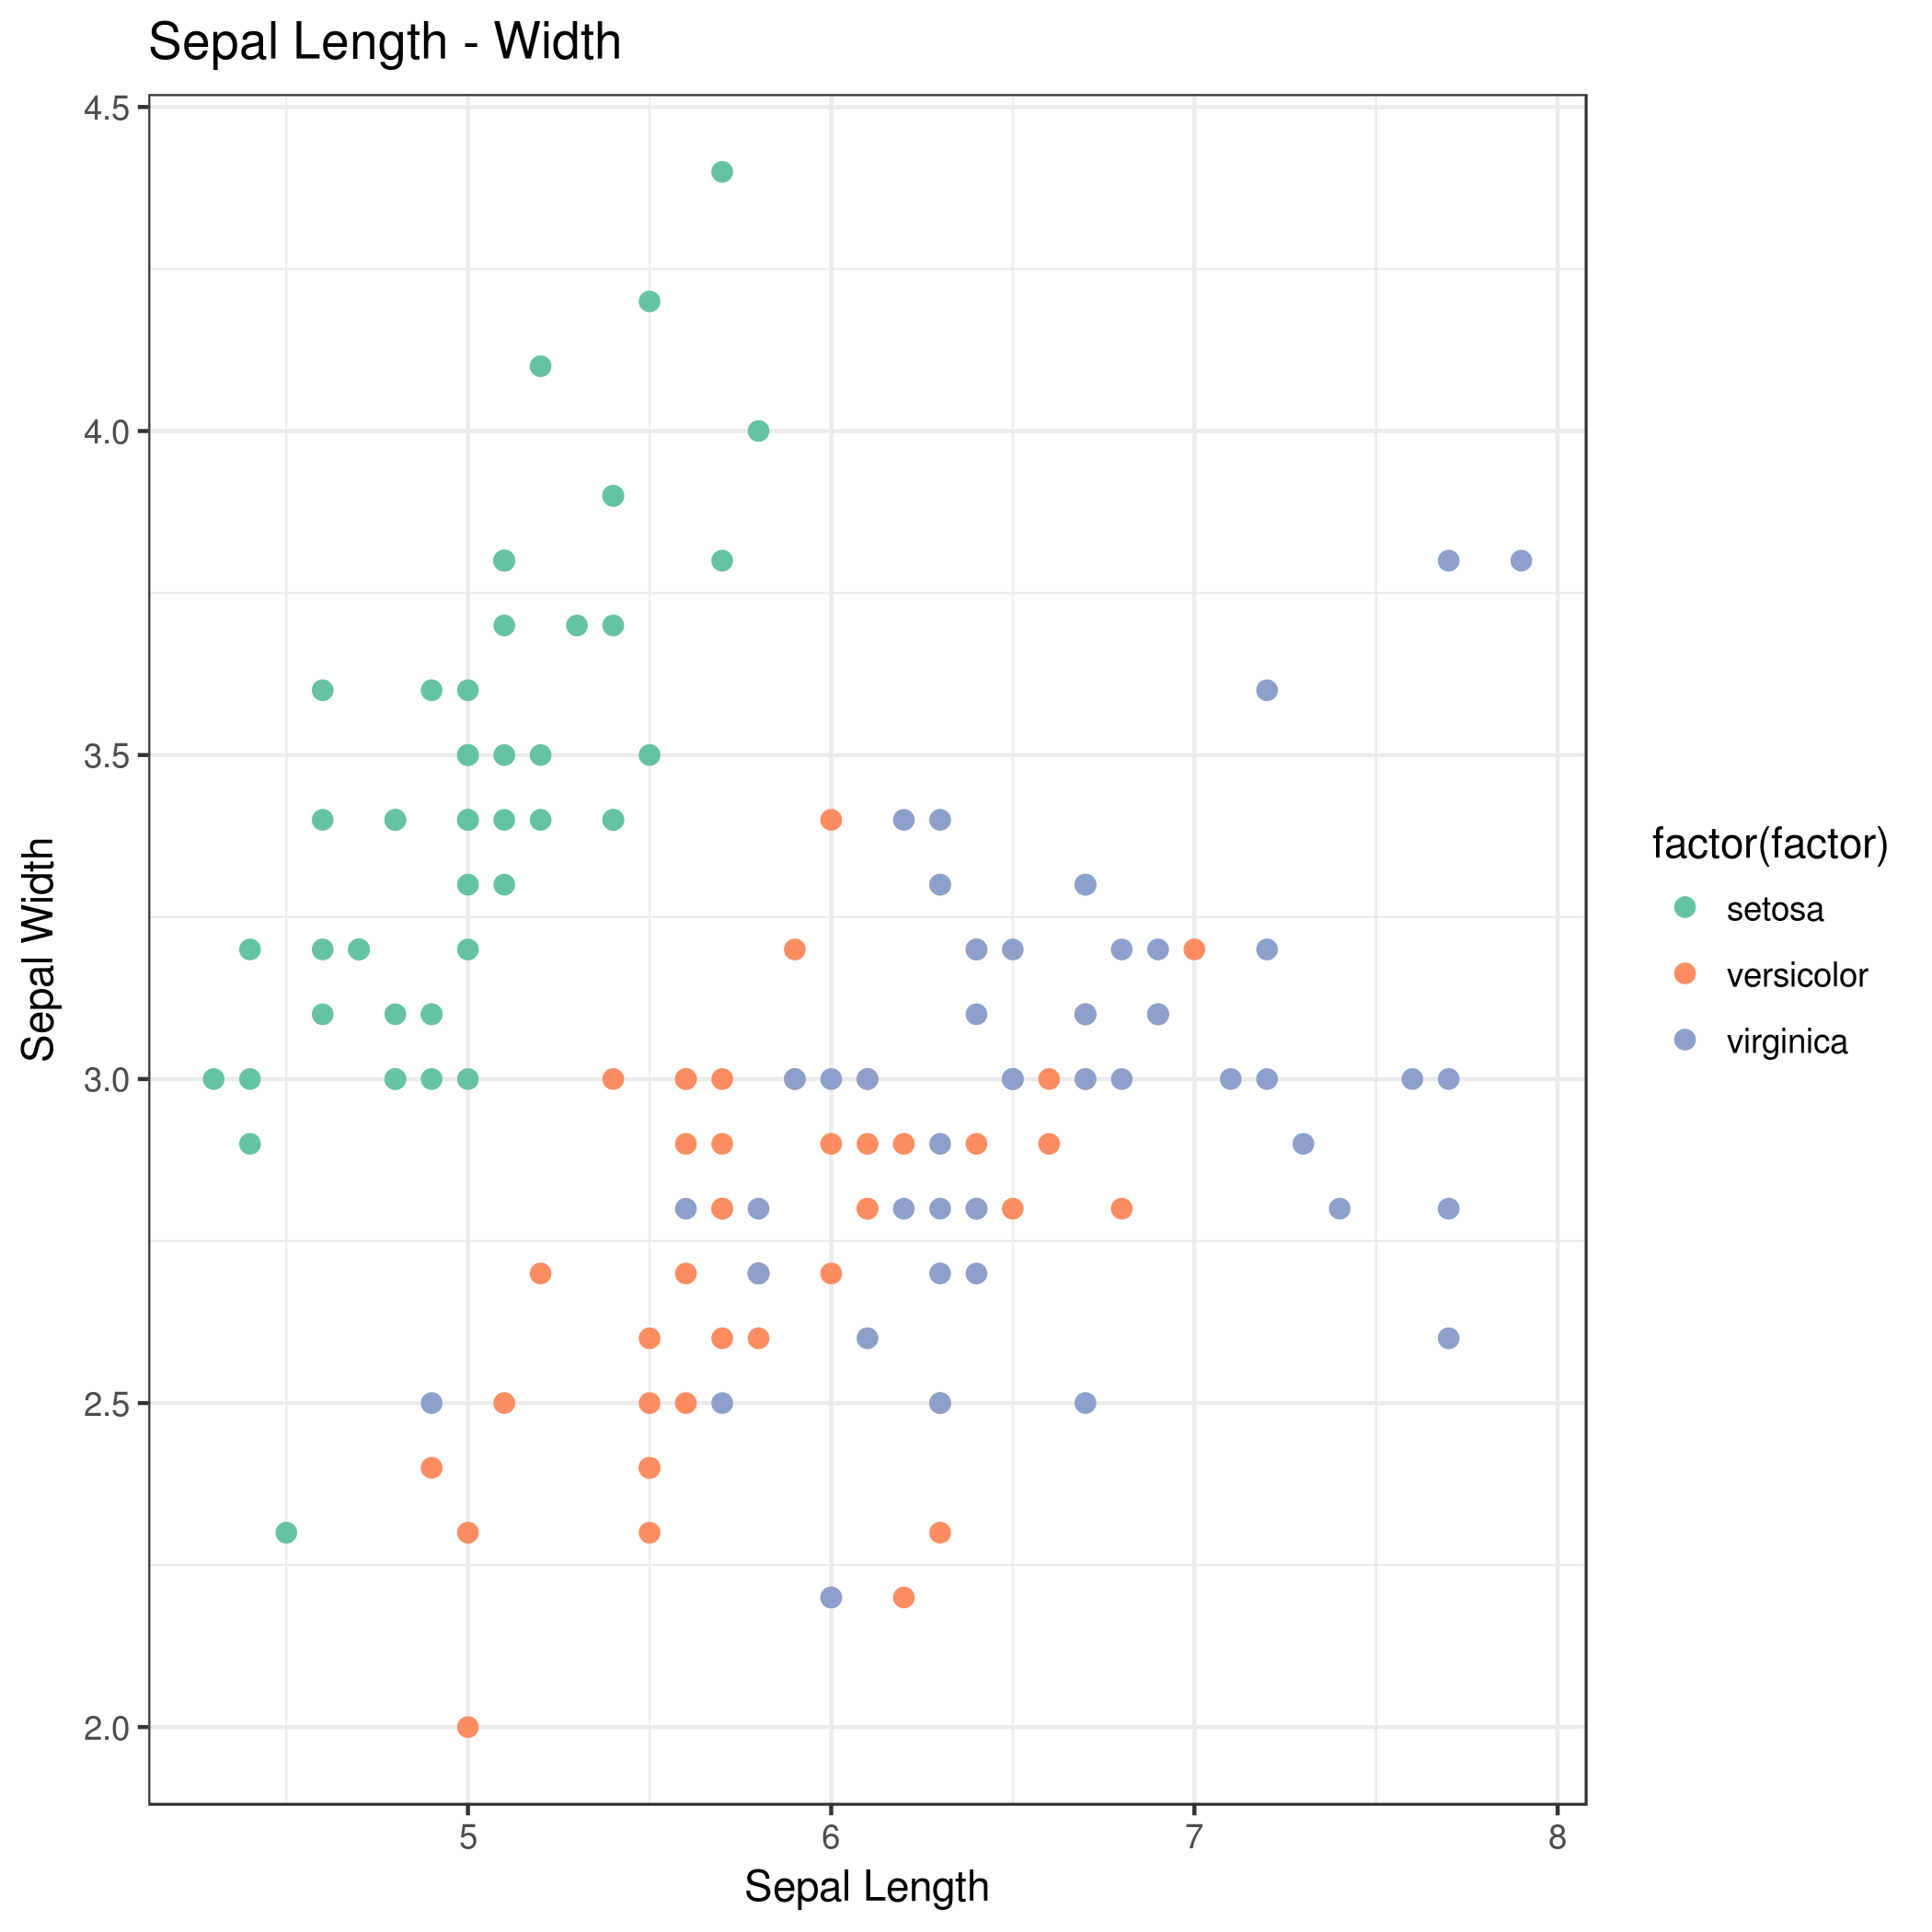 Sepal Length - Width
4.5
4.0
3.5
3.0
2.5
2.0
Sepal Width
5 6 7 8
Sepal Length
factor(factor)
setosa
versicolor
virginica